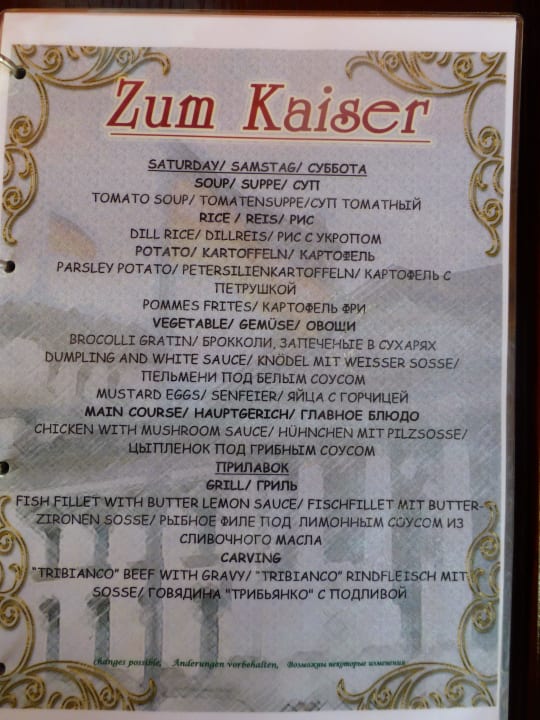 Zum Kaiser
SATURDAY/ SAMSTAG/ СУББОТА
SOUP/ SUPPE/ СУП
TOMATO SOUP/ TOMATENSUPPE/СУП ТОМАТНЫЙ
RICE / REIS/ РИС
DILL RICE/ DILLREIS/ РИС С УКРОПОМ
POTATO/ KARTOFFELN/ КАРТОФЕЛЬ
PARSLEY POTATO/ PETERSILIENKARTOFFELN/ КАРТОФЕЛЬ С
ПЕТРУШКОЙ
POMMES FRITES/ КАРТОФЕЛЬ ФРИ
VEGETABLE/ GEMÜSE/ ОВОЩИ
BROCOLLI GRATIN/ БРОККОЛИ, ЗАПЕЧЕНЫЕ В СУХАРЯХ
DUMPLING AND WHITE SAUCE/ KNÖDEL MIT WEISSER SOSSE/
ПЕЛЬМЕНИ ПОД БЕЛЫМ СОУСОМ
MUSTARD EGGS/ SENFEIER/ ЯЙЦА С ГОРЧИЦЕЙ
MAIN COURSE/ HAUPTGERICH/ ГЛАВНОЕ БЛЮДО
CHICKEN WITH MUSHROOM SAUCE/ HÜHNCHEN MIT PILZSOSSE/
ЦЫПЛЕНОК ПОД ГРИБНЫМ СОУСОМ
ПРИЛАВОК
GRILL/ ГРИЛЬ
FISH FILLET WITH BUTTER LEMON SAUCE/ FISCHFILLET MIT BUTTER-
ZIRONEN SOSSE/ РЫБНОЕ ФИЛЕ ПОД ЛИМОННЫМ СОУСОМ ИЗ
СЛИВОЧНОГО МАСЛА
CARVING
"TRIBIANCO" BEEF WITH GRAVY/ "TRIBIANCO" RINDFLEISCH MIT
SOSSE/ ГОВЯДИНА "ТРИБЬЯНКО" С ПОДЛИВОЙ
changes possible, Änderungen vorbehalten, Возможны некоторые изменения